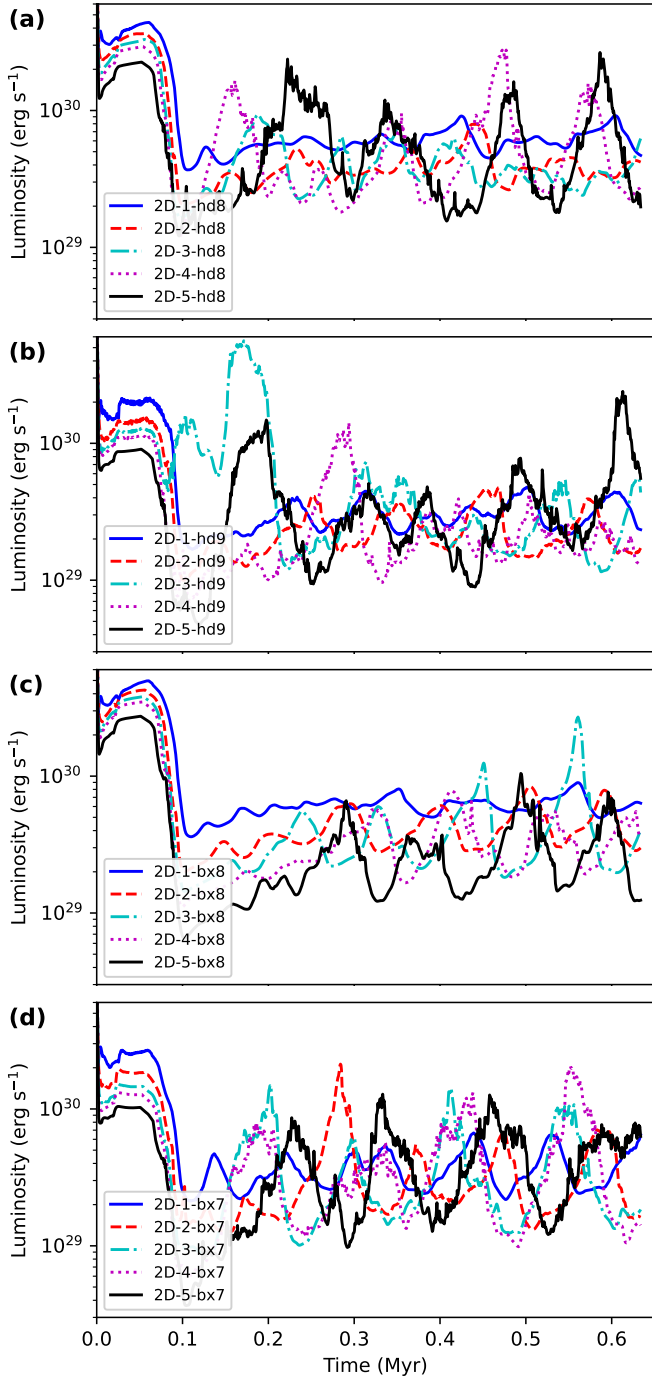 (a)
Luminosity (erg s⁻¹)
10³⁰
10²⁹
2D-1-hd8
2D-2-hd8
2D-3-hd8
2D-4-hd8
2D-5-hd8
(b)
Luminosity (erg s⁻¹)
10³⁰
10²⁹
2D-1-hd9
2D-2-hd9
2D-3-hd9
2D-4-hd9
2D-5-hd9
(c)
Luminosity (erg s⁻¹)
10³⁰
10²⁹
2D-1-bx8
2D-2-bx8
2D-3-bx8
2D-4-bx8
2D-5-bx8
(d)
Luminosity (erg s⁻¹)
10³⁰
10²⁹
2D-1-bx7
2D-2-bx7
2D-3-bx7
2D-4-bx7
2D-5-bx7
0.0 0.1 0.2 0.3 0.4 0.5 0.6
Time (Myr)